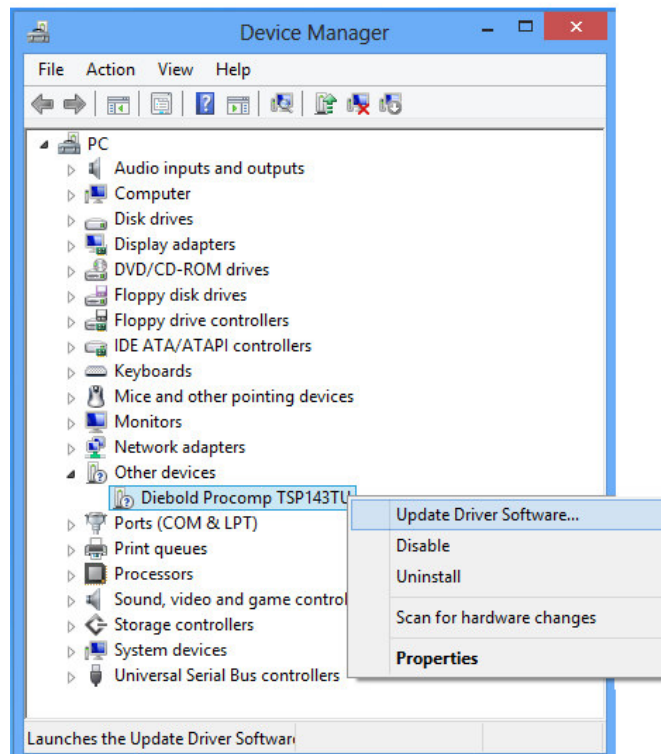 Device Manager
File Action View Help
PC
Audio inputs and outputs
Computer
Disk drives
Display adapters
DVD/CD-ROM drives
Floppy disk drives
Floppy drive controllers
IDE ATA/ATAPI controllers
Keyboards
Mice and other pointing devices
Monitors
Network adapters
Other devices
Diebold Procomp TSP143TU
Update Driver Software...
Disable
Uninstall
Scan for hardware changes
Properties
Ports (COM & LPT)
Print queues
Processors
Sound, video and game control
Storage controllers
System devices
Universal Serial Bus controllers
Launches the Update Driver Softwar